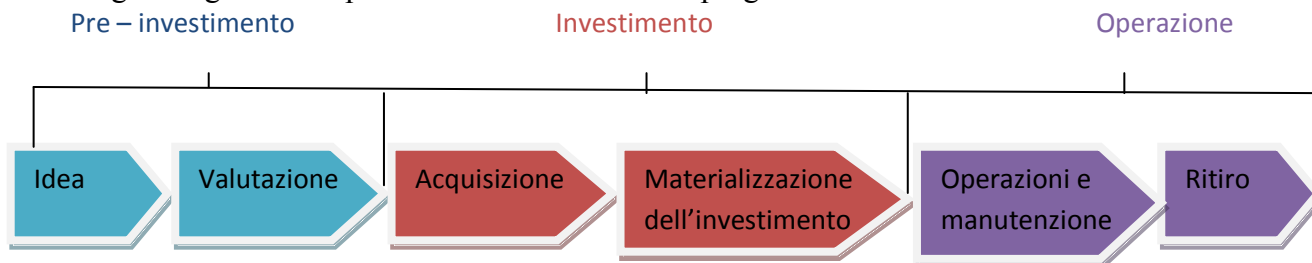 Pre – investimento
Investimento
Operazione
Idea
Valutazione
Acquisizione
Materializzazione
dell’investimento
Operazioni e
manutenzione
Ritiro